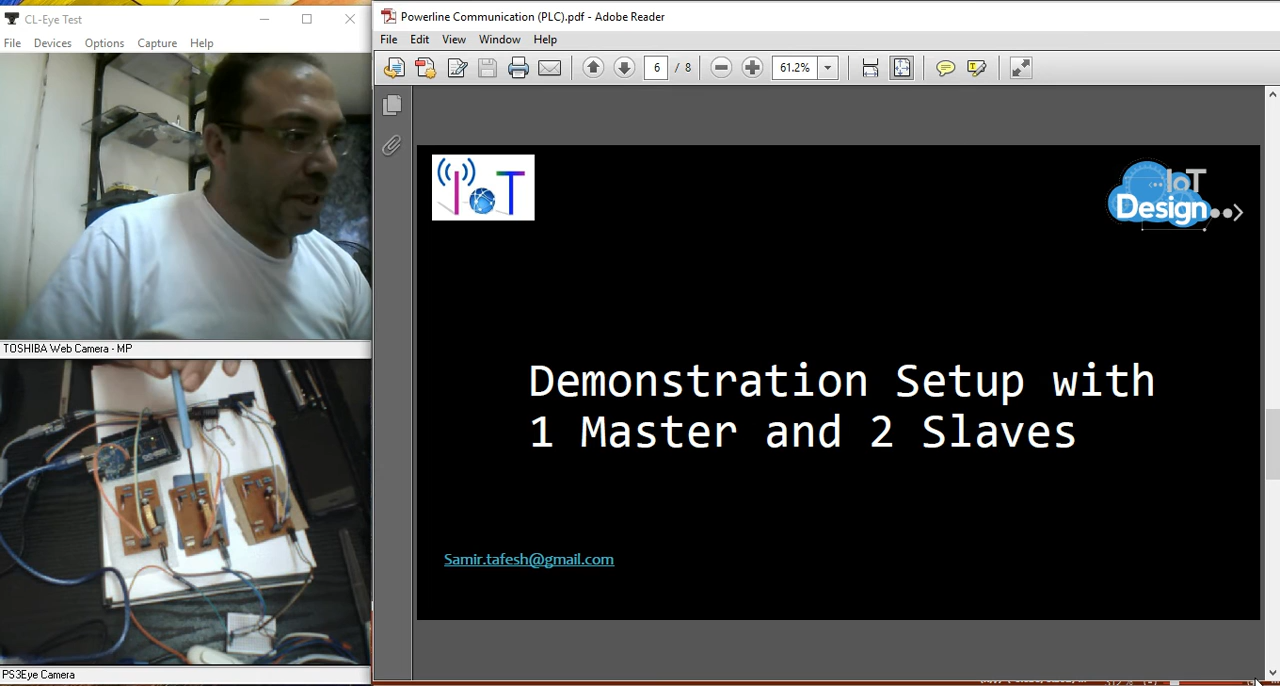 CL-Eye Test
File Devices Options Capture Help
TOSHIBA Web Camera - MP
PS3Eye Camera
Powerline Communication (PLC).pdf - Adobe Reader
File Edit View Window Help
6 / 8 61.2%
IoT
IoT
Design
Demonstration Setup with
1 Master and 2 Slaves
Samir.tafesh@gmail.com